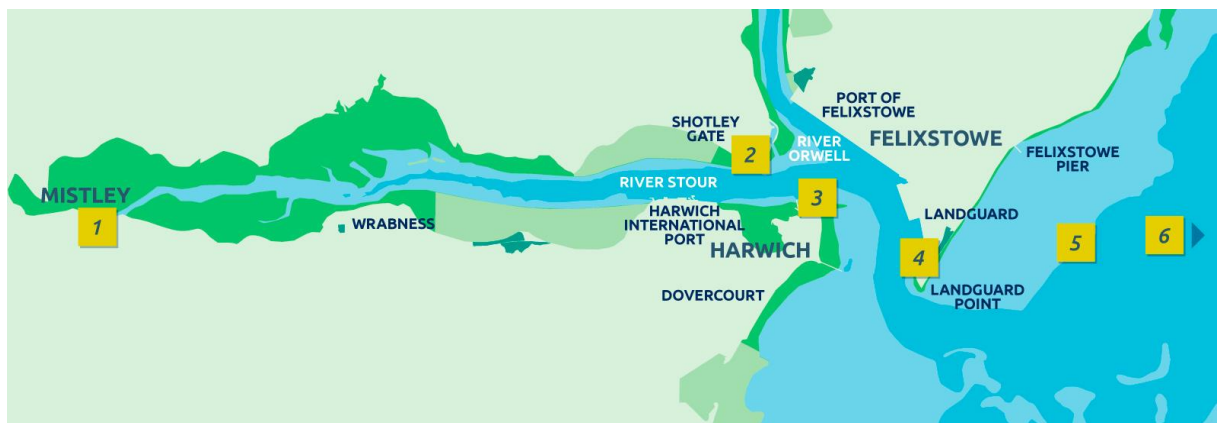 PORT OF
FELIXSTOWE
SHOTLEY
GATE
FELIXSTOWE
RIVER
ORWELL
2
FELIXSTOWE
PIER
RIVER STOUR
MISTLEY
1
3
HARWICH
INTERNATIONAL
PORT
WRABNESS
LANDGUARD
HARWICH
4
5
6
DOVERCOURT
LANDGUARD
POINT